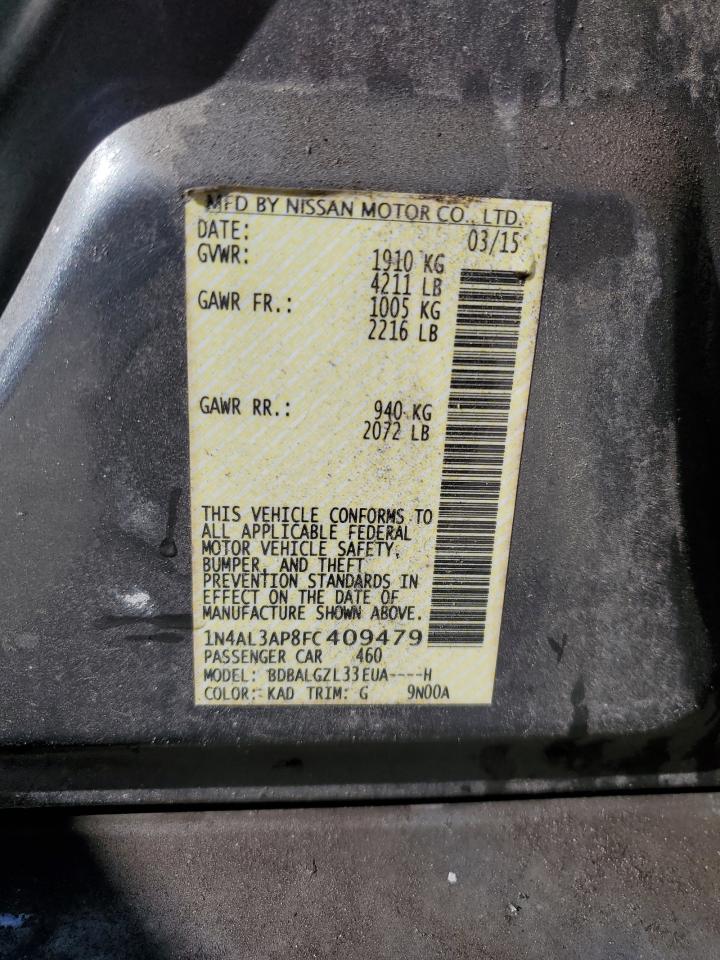 MFD BY NISSAN MOTOR CO., LTD.
DATE: 03/15
GVWR: 1910 KG
4211 LB
GAWR FR.: 1005 KG
2216 LB
GAWR RR.: 940 KG
2072 LB
THIS VEHICLE CONFORMS TO
ALL APPLICABLE FEDERAL
MOTOR VEHICLE SAFETY,
BUMPER, AND THEFT
PREVENTION STANDARDS IN
EFFECT ON THE DATE OF
MANUFACTURE SHOWN ABOVE.
1N4AL3AP8FC409479
PASSENGER CAR 460
MODEL: BDBALGZL33EUA----H
COLOR: KAD TRIM: G 9N00A